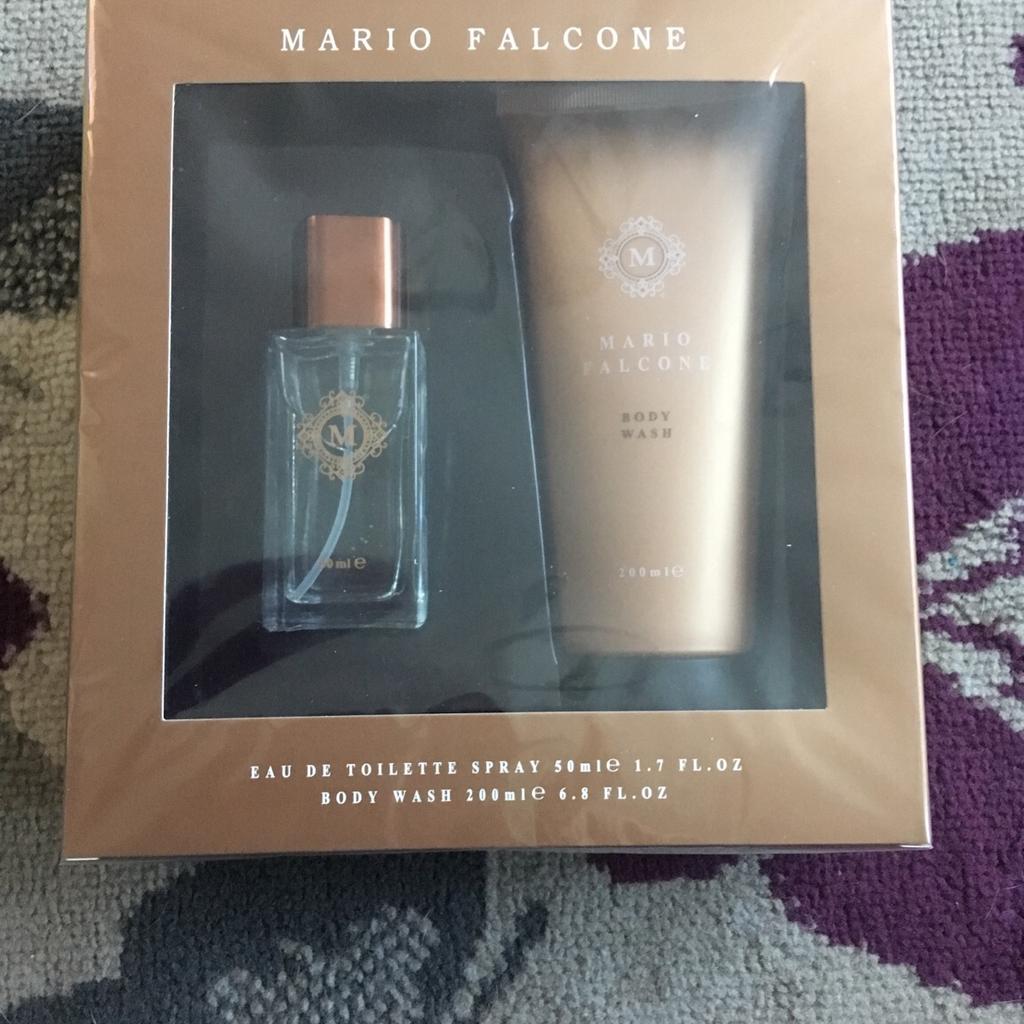 MARIO FALCONE
M
MARIO
FALCONE
BODY
WASH
200ml℮
M
ml℮
EAU DE TOILETTE SPRAY 50ml℮ 1.7 FL.OZ
BODY WASH 200ml℮ 6.8 FL.OZ